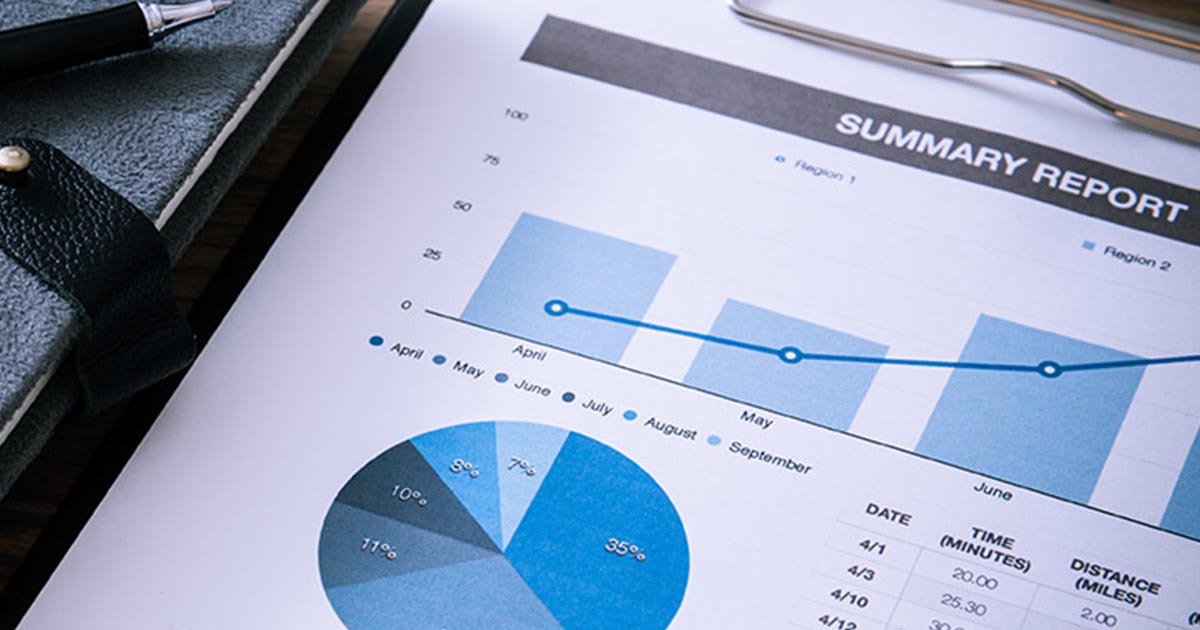 SUMMARY REPORT
Region 1
Region 2
100
75
50
25
0
April
May
June
April May June July August September
8%
7%
10%
11%
35%
DATE TIME (MINUTES) DISTANCE (MILES)
4/1 20.00 2.00
4/3 25.30
4/10
4/12